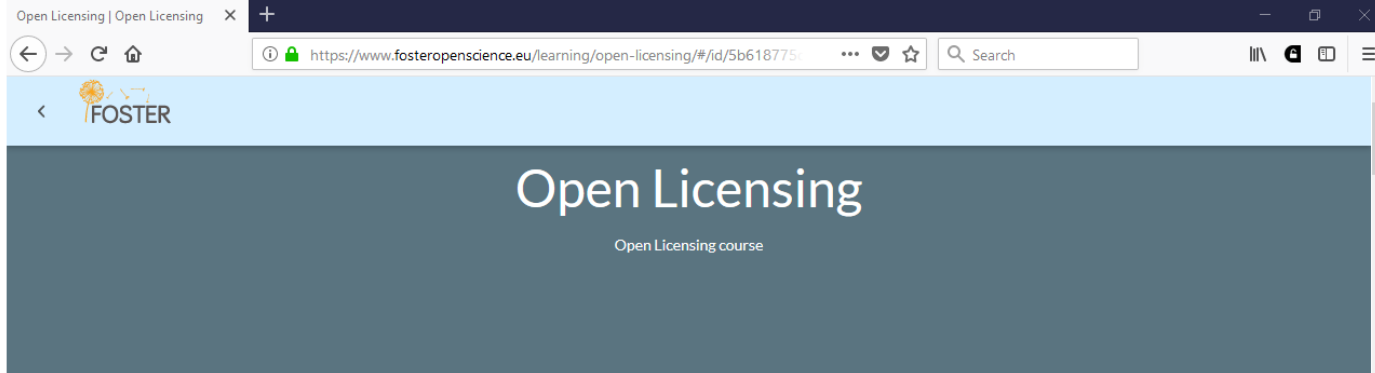 Open Licensing | Open Licensing
https://www.fosteropenscience.eu/learning/open-licensing/#/id/5b618775
Search
FOSTER
Open Licensing
Open Licensing course